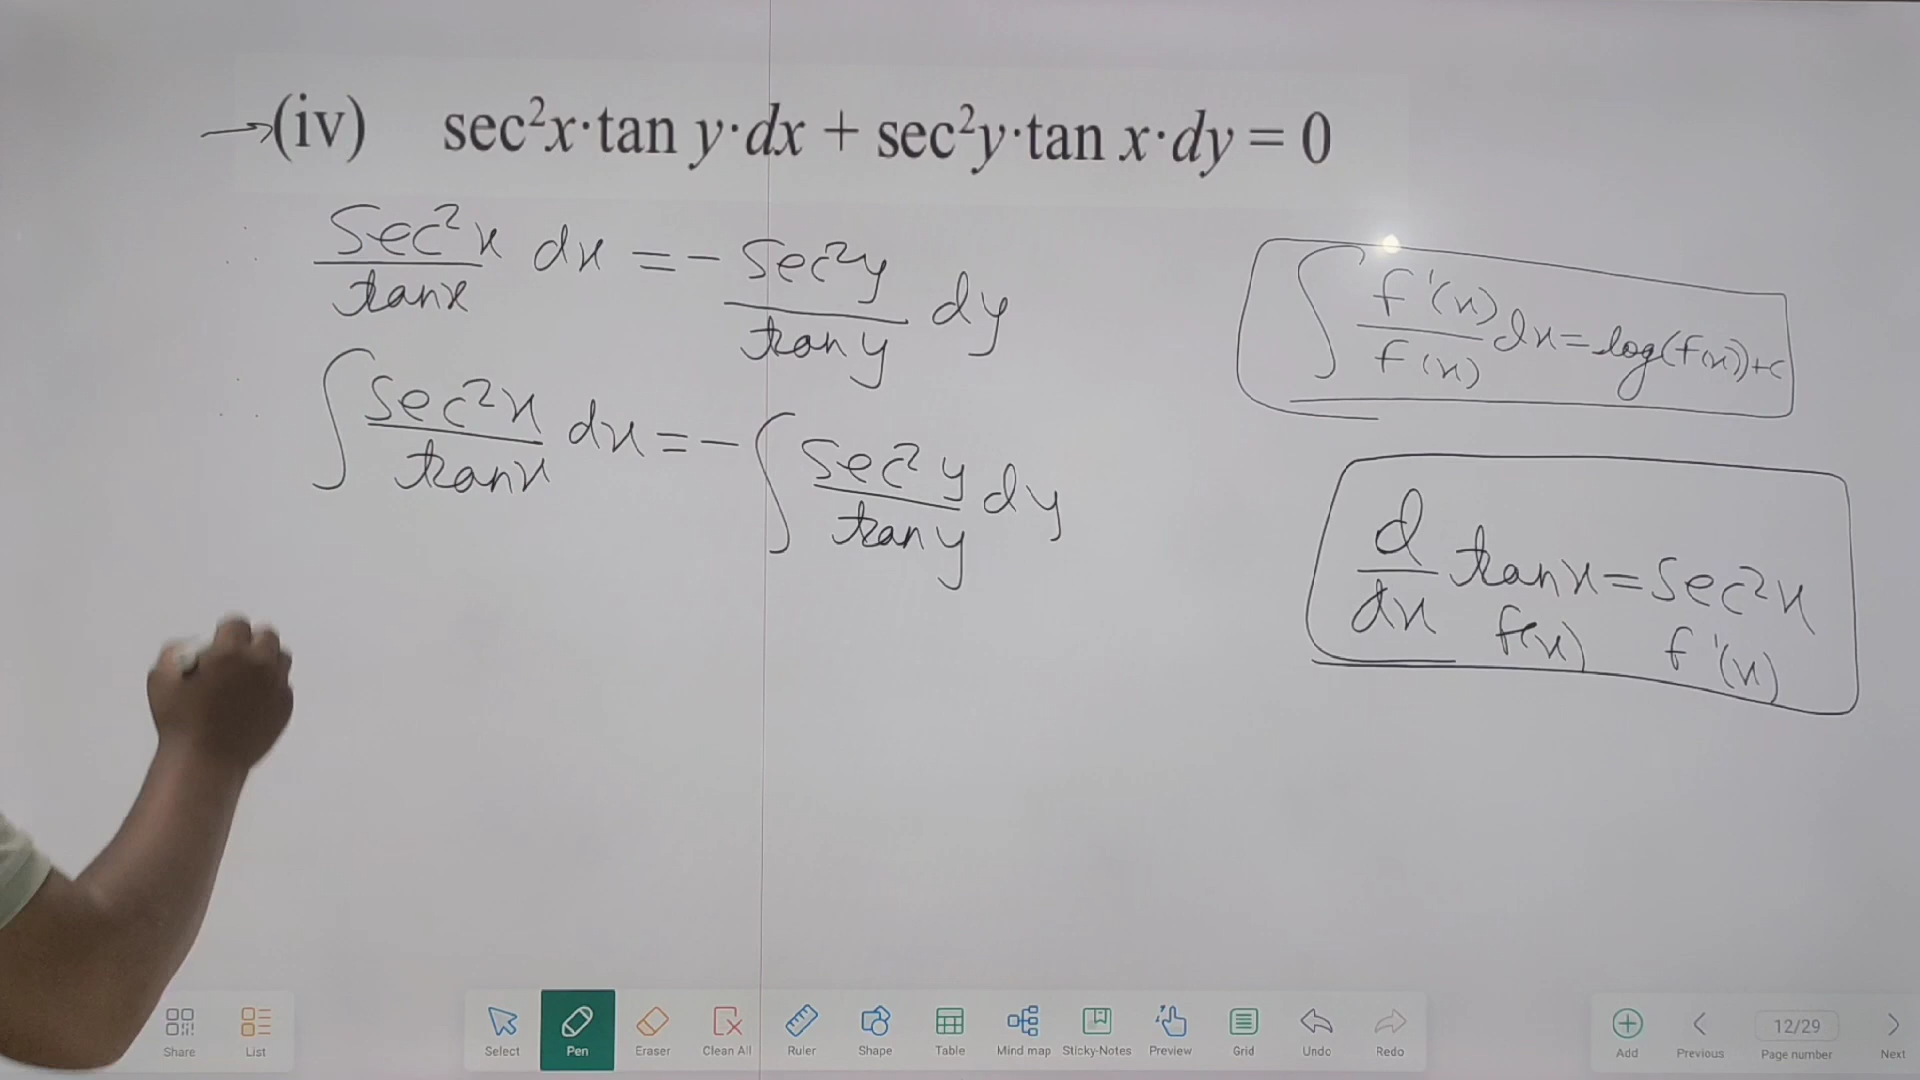 (iv) sec²x·tan y·dx + sec²y·tan x·dy = 0
sec²x/tanx dx = - sec²y/tany dy
∫ sec²x/tanx dx = - ∫ sec²y/tany dy
∫ f'(x)/f(x) dx = log(f(x)) + c
d/dx tanx = sec²x
f(x) f'(x)
Share List Select Pen Eraser Clean All Ruler Shape Table Mind map Sticky-Notes Preview Grid Undo Redo Add Previous 12/29 Page number Next